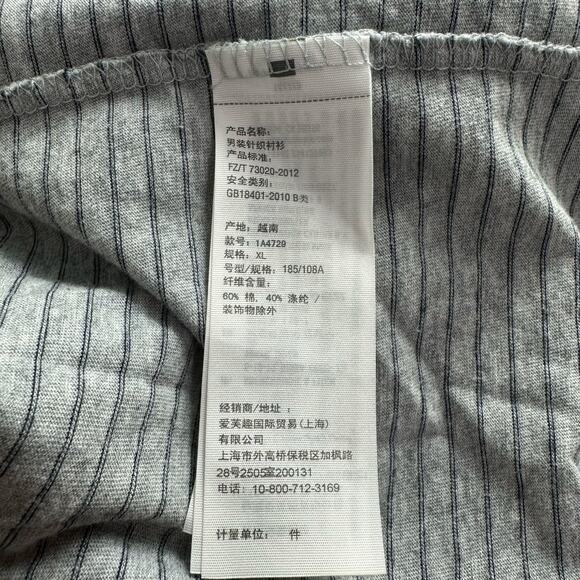 产品名称:
男装针织衬衫
产品标准:
FZ/T 73020-2012
安全类别:
GB18401-2010 B类
产地: 越南
款号: 1A4729
规格: XL
号型/规格: 185/108A
纤维含量:
60% 棉, 40% 涤纶 /
装饰物除外
经销商/地址 :
爱芙趣国际贸易(上海)
有限公司
上海市外高桥保税区加枫路
28号2505室200131
电话: 10-800-712-3169
计量单位: 件